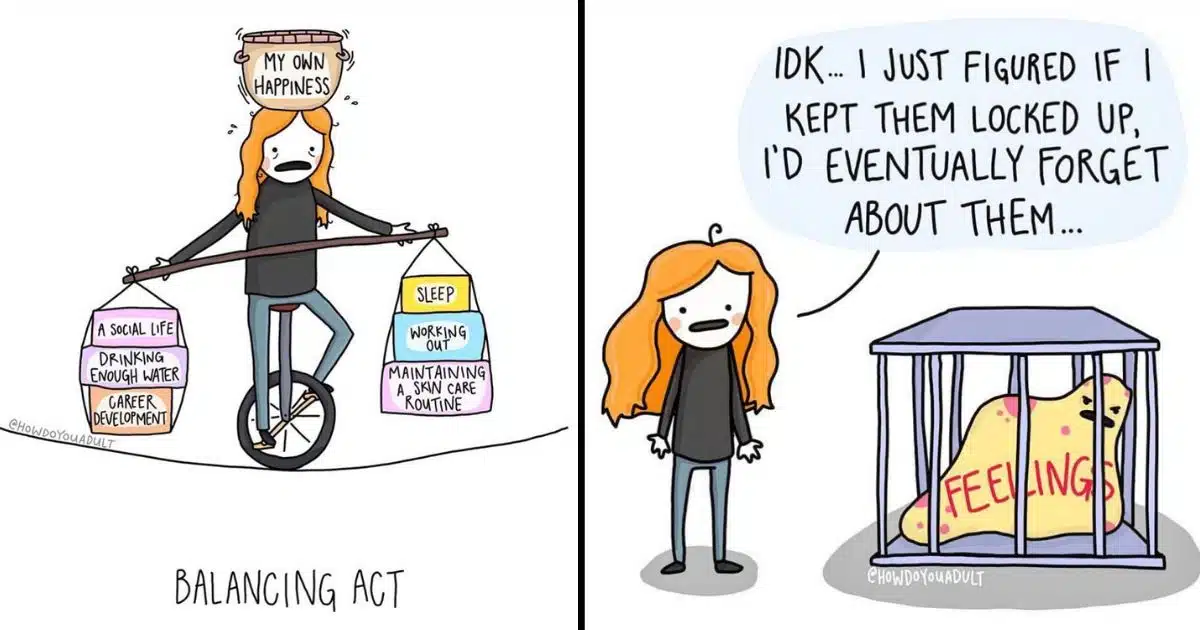 MY OWN
HAPPINESS
A SOCIAL LIFE
DRINKING
ENOUGH WATER
CAREER
DEVELOPMENT
SLEEP
WORKING
OUT
MAINTAINING
A SKIN CARE
ROUTINE
@HOWDOYOUADULT
BALANCING ACT
IDK... I JUST FIGURED IF I
KEPT THEM LOCKED UP,
I'D EVENTUALLY FORGET
ABOUT THEM...
FEELINGS
@HOWDOYOUADULT